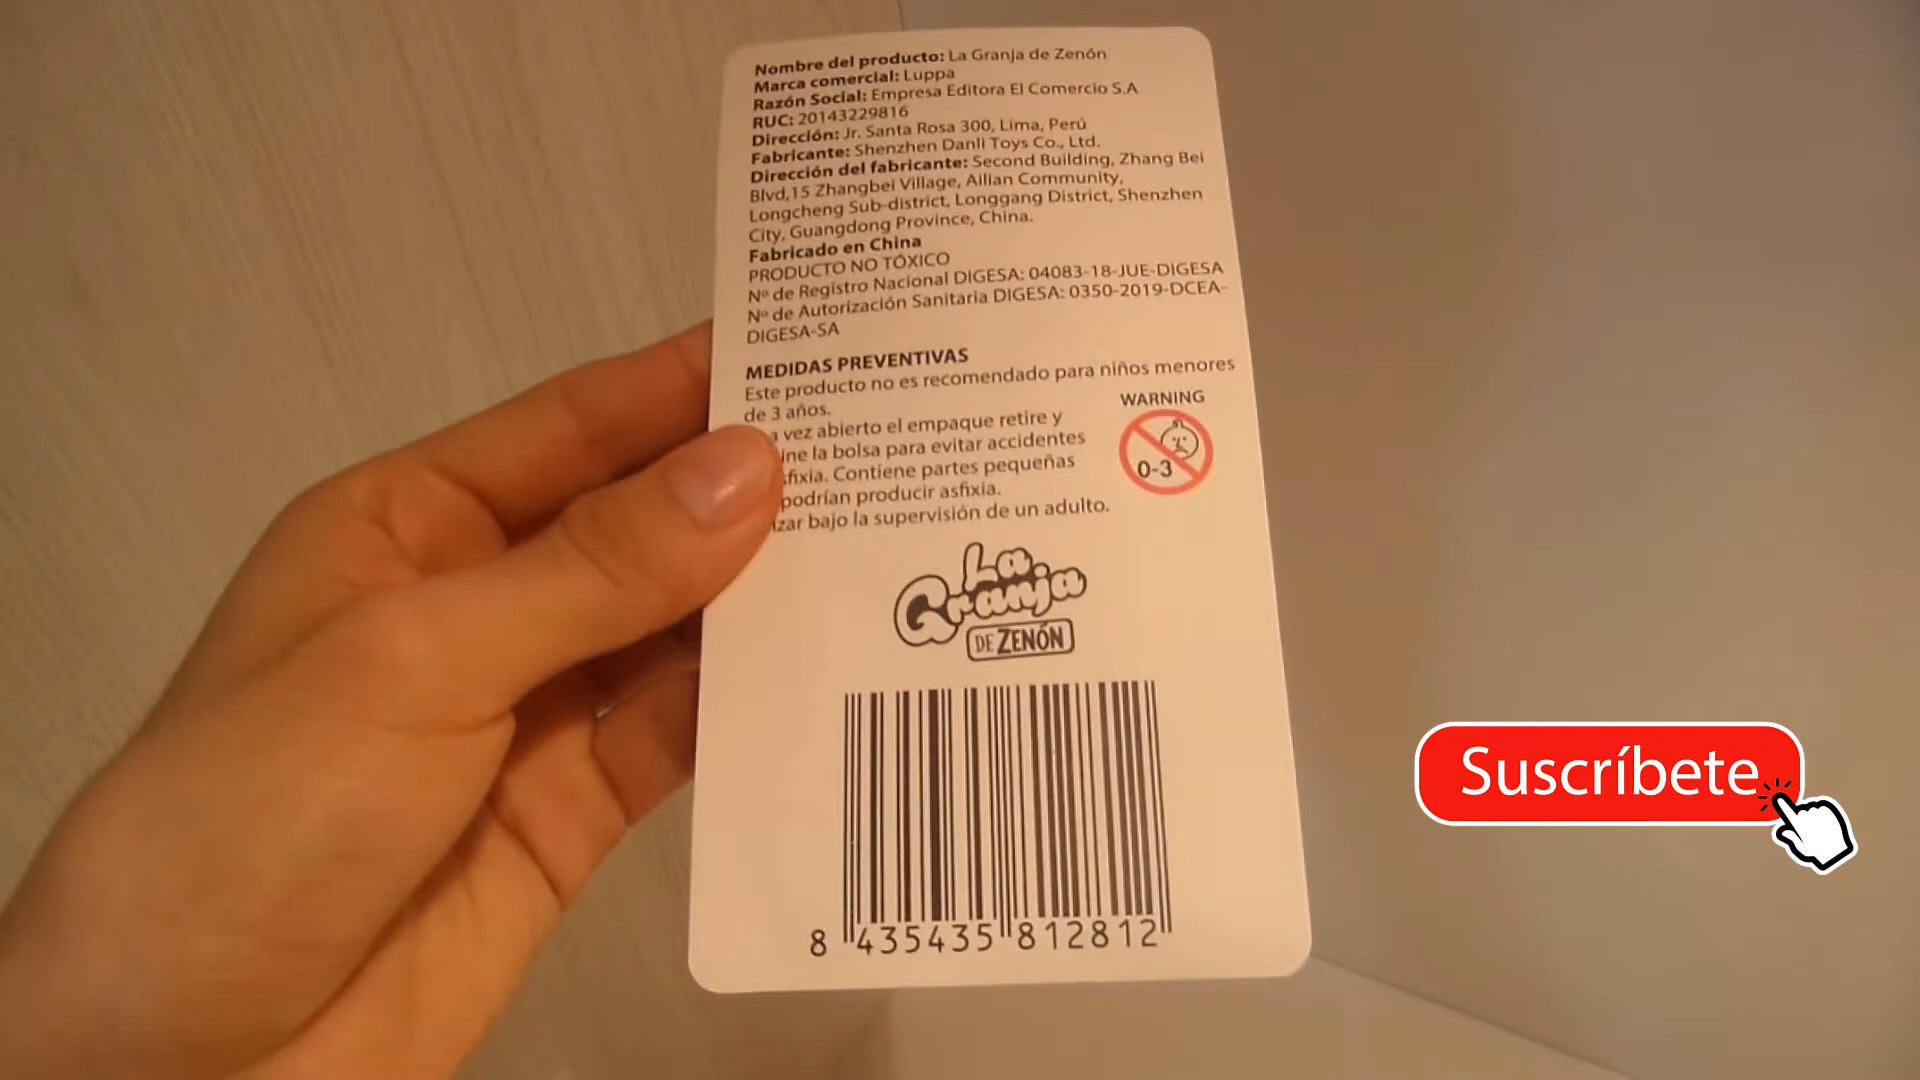 Nombre del producto: La Granja de Zenón
Marca comercial: Luppa
Razón Social: Empresa Editora El Comercio S.A
RUC: 20143229816
Dirección: Jr. Santa Rosa 300, Lima, Perú
Fabricante: Shenzhen Danli Toys Co., Ltd.
Dirección del fabricante: Second Building, Zhang Bei
Blvd,15 Zhangbei Village, Ailian Community,
Longcheng Sub-district, Longgang District, Shenzhen
City, Guangdong Province, China.
Fabricado en China
PRODUCTO NO TÓXICO
Nº de Registro Nacional DIGESA: 04083-18-JUE-DIGESA
Nº de Autorización Sanitaria DIGESA: 0350-2019-DCEA-
DIGESA-SA
MEDIDAS PREVENTIVAS
Este producto no es recomendado para niños menores
de 3 años.
vez abierto el empaque retire y
la bolsa para evitar accidentes
Contiene partes pequeñas
podrían producir asfixia.
bajo la supervisión de un adulto.
WARNING
0-3
La
Granja
DE ZENÓN
8 435435 812812
Suscríbete